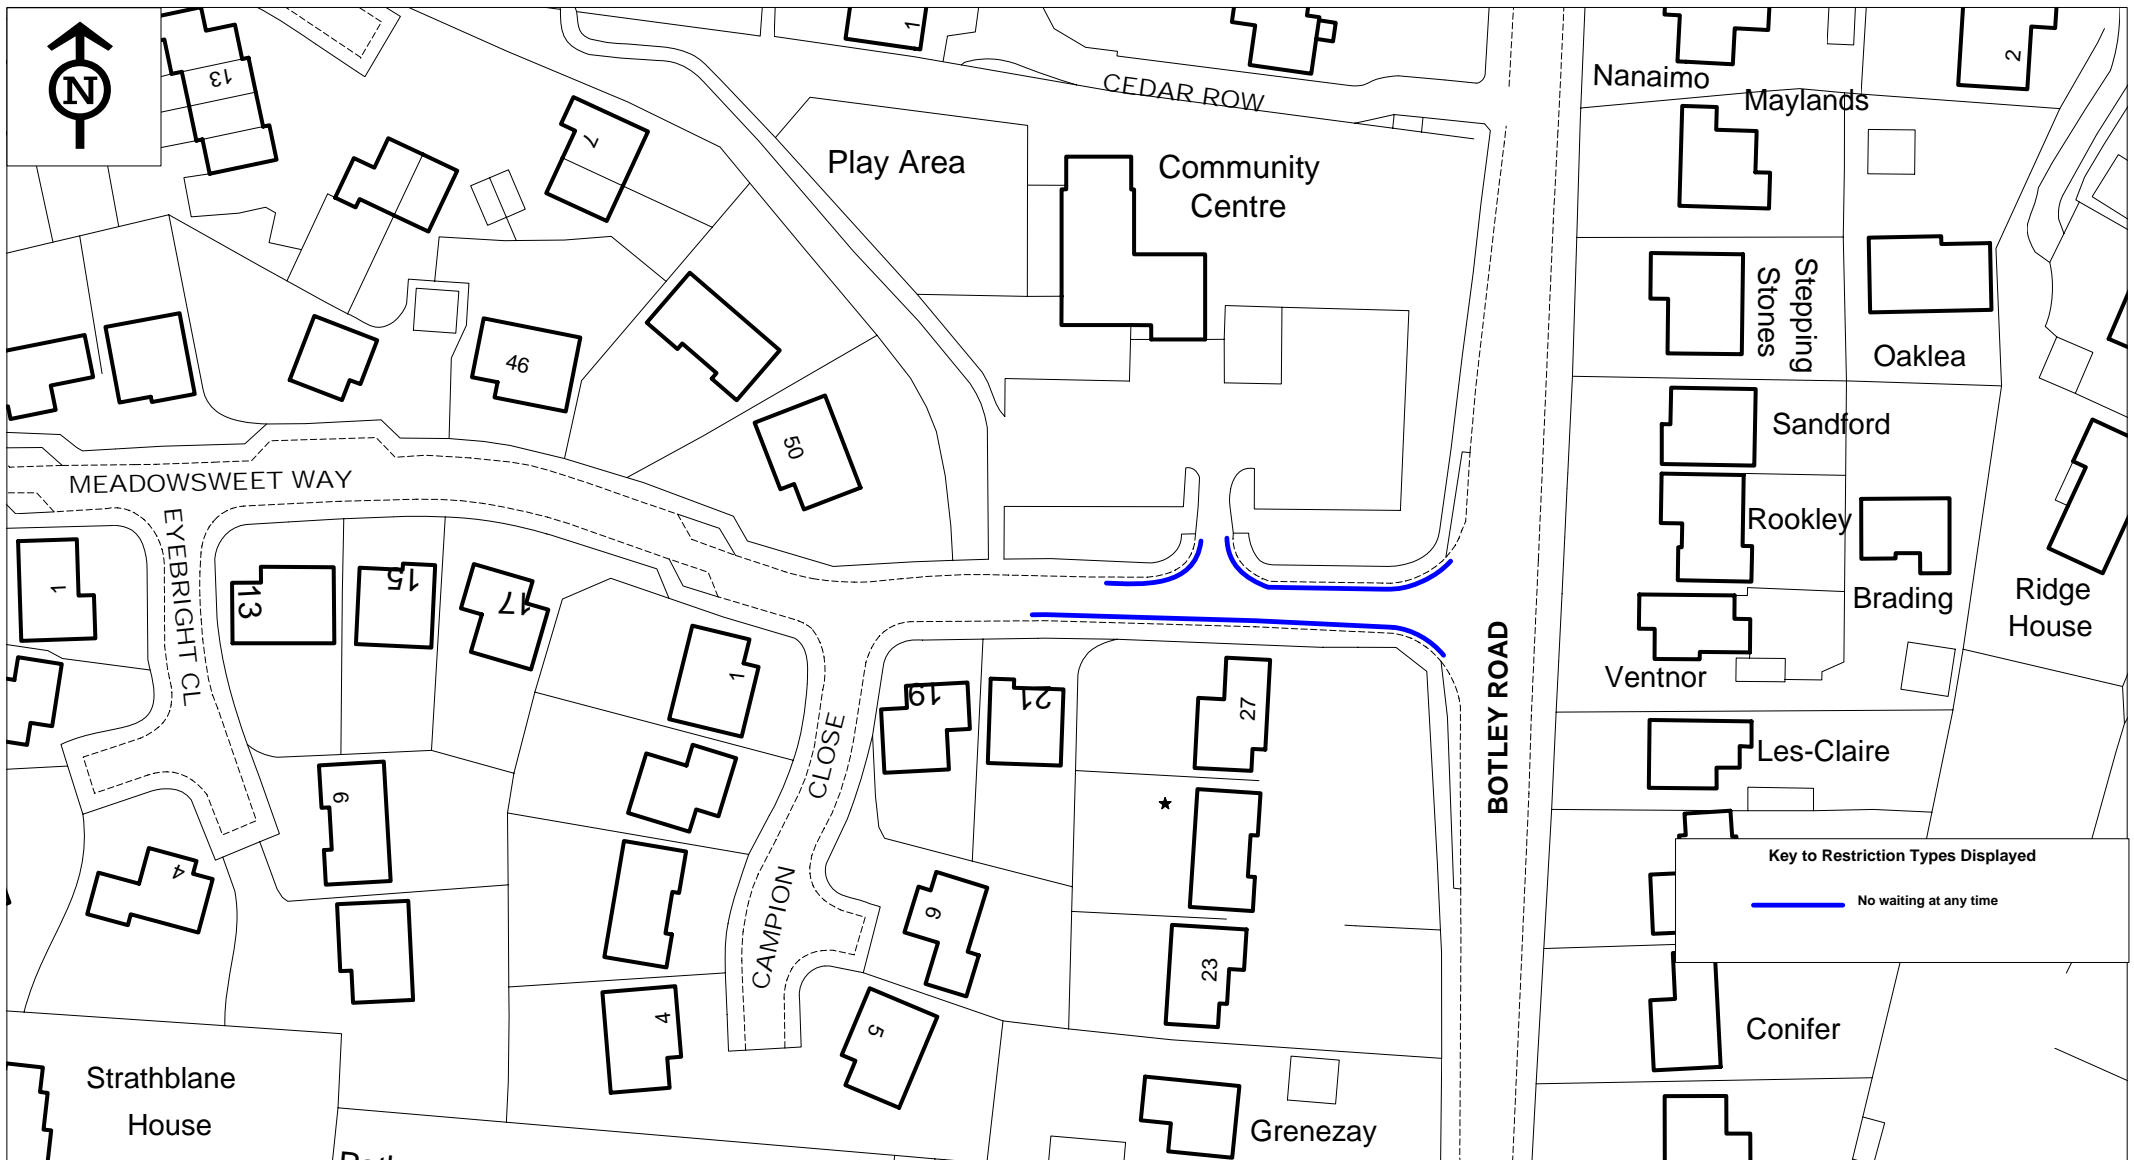 N
13
1
2
Nanaimo
Maylands
CEDAR ROW
7
Play Area
Community
Centre
Stepping
Stones
Oaklea
46
50
Sandford
MEADOWSWEET WAY
Rookley
EYEBRIGHT CL
1
13
15
17
Brading
Ridge
House
1
19
21
27
BOTLEY ROAD
Ventnor
CAMPION CLOSE
Les-Claire
6
4
Key to Restriction Types Displayed
No waiting at any time
6
23
4
5
Conifer
Strathblane
House
Grenezay